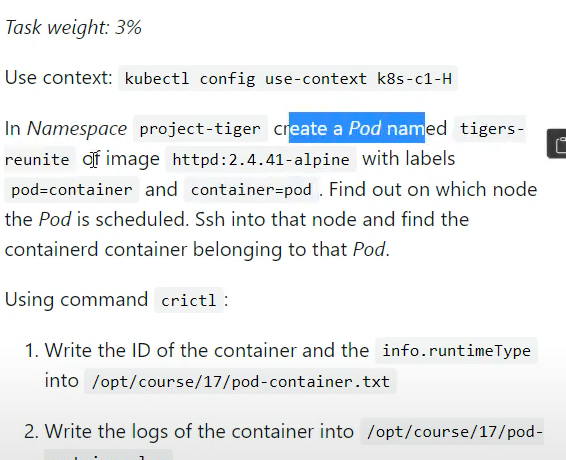 Task weight: 3%
Use context: kubectl config use-context k8s-c1-H
In Namespace project-tiger create a Pod named tigers-
reunite of image httpd:2.4.41-alpine with labels
pod=container and container=pod . Find out on which node
the Pod is scheduled. Ssh into that node and find the
containerd container belonging to that Pod.
Using command crictl :
1. Write the ID of the container and the info.runtimeType
into /opt/course/17/pod-container.txt
2. Write the logs of the container into /opt/course/17/pod-